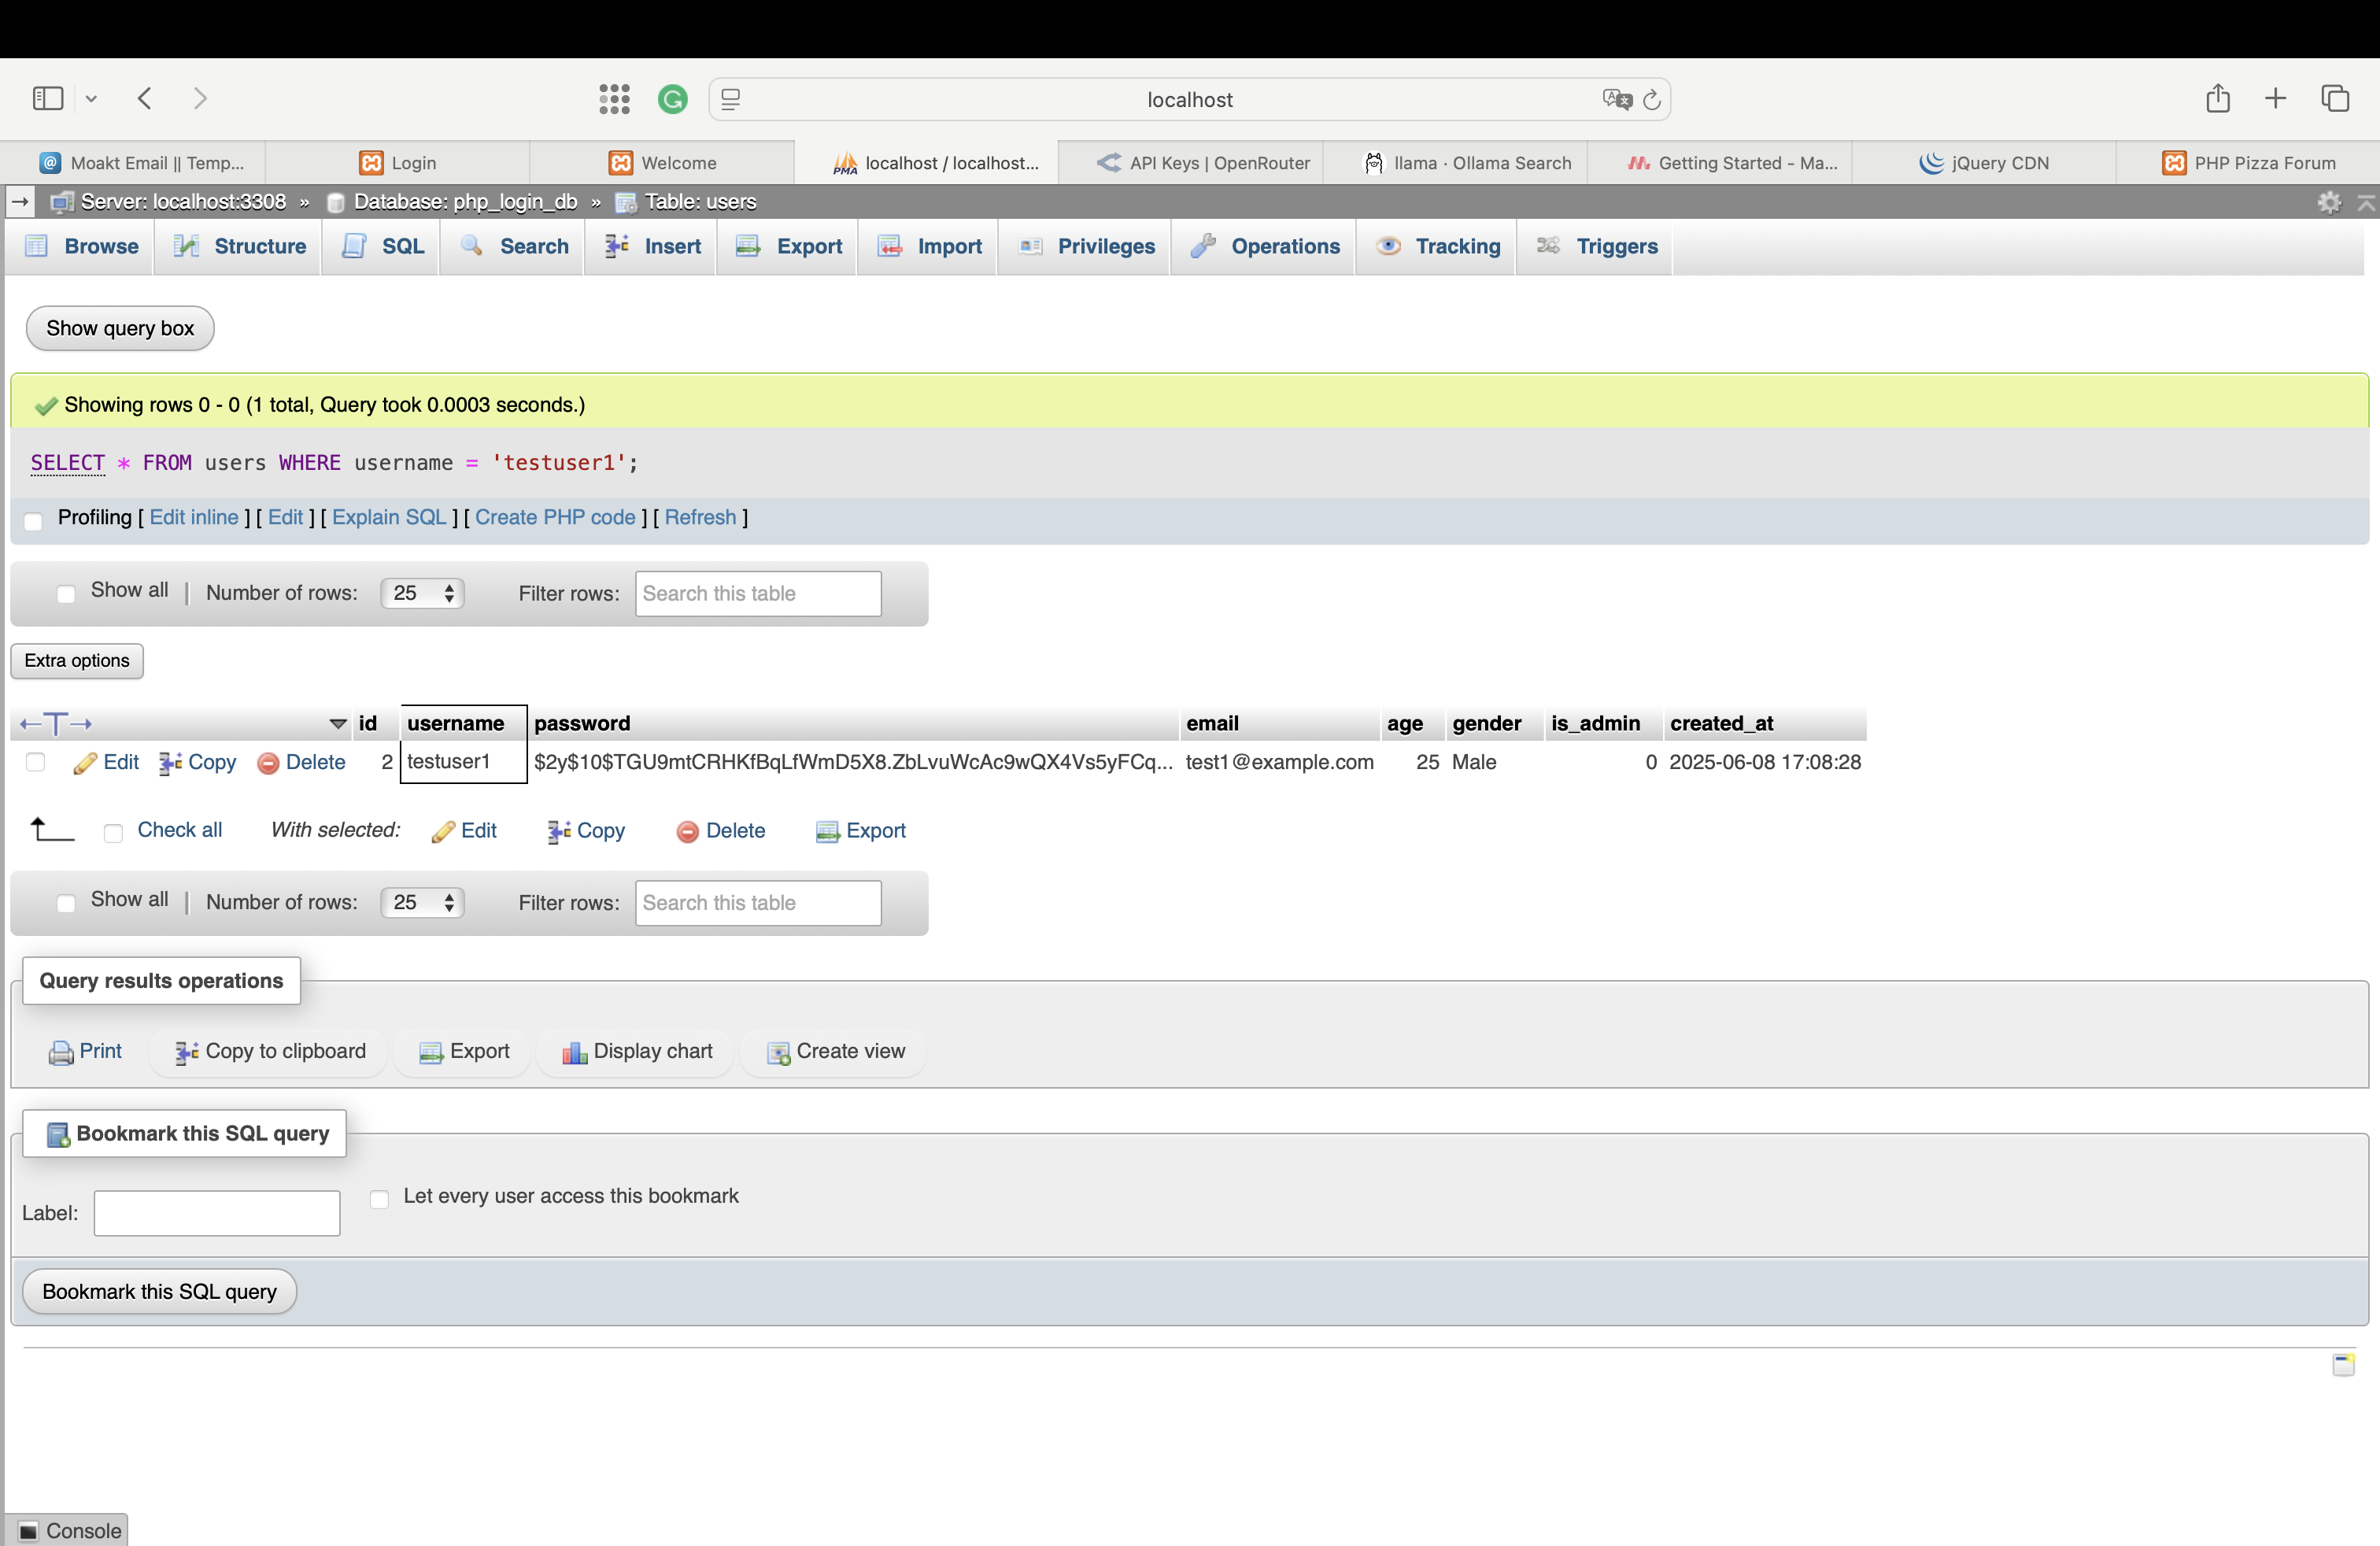 localhost
Moakt Email || Temp... Login Welcome localhost / localhost... API Keys | OpenRouter llama · Ollama Search Getting Started - Ma... jQuery CDN PHP Pizza Forum
Server: localhost:3308 » Database: php_login_db » Table: users
Browse Structure SQL Search Insert Export Import Privileges Operations Tracking Triggers
Show query box
Showing rows 0 - 0 (1 total, Query took 0.0003 seconds.)
SELECT * FROM users WHERE username = 'testuser1';
Profiling [ Edit inline ] [ Edit ] [ Explain SQL ] [ Create PHP code ] [ Refresh ]
Show all | Number of rows: 25 Filter rows: Search this table
Extra options
←T→ id username password email age gender is_admin created_at
Edit Copy Delete 2 testuser1 $2y$10$TGU9mtCRHKfBqLfWmD5X8.ZbLvuWcAc9wQX4Vs5yFCq... test1@example.com 25 Male 0 2025-06-08 17:08:28
Check all With selected: Edit Copy Delete Export
Show all | Number of rows: 25 Filter rows: Search this table
Query results operations
Print Copy to clipboard Export Display chart Create view
Bookmark this SQL query
Label: Let every user access this bookmark
Bookmark this SQL query
Console